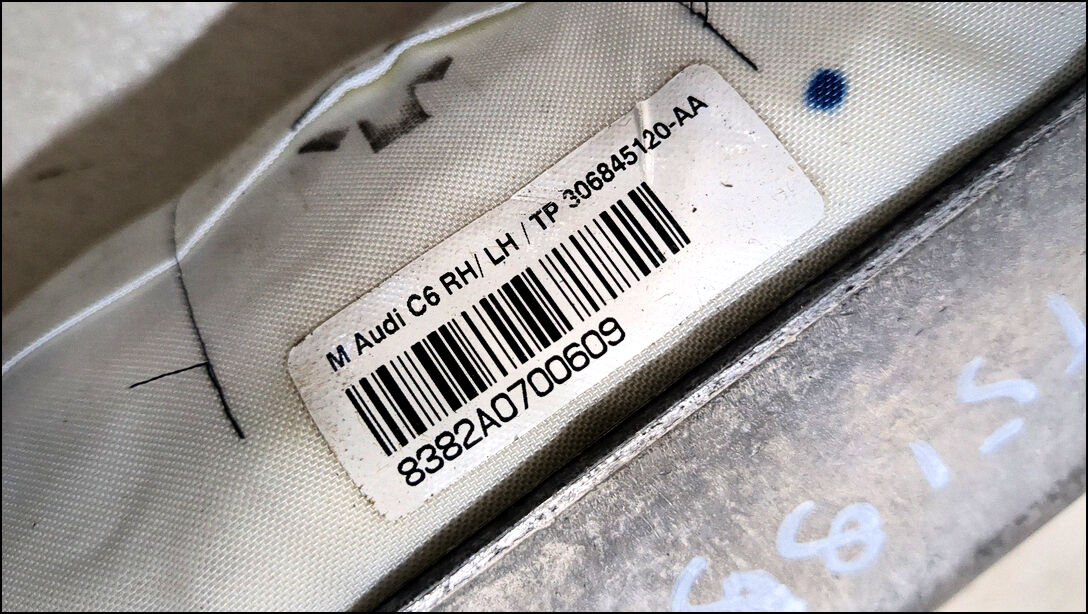 M Audi C6 RH/ LH / TP 306845120-AA
8382A0700609